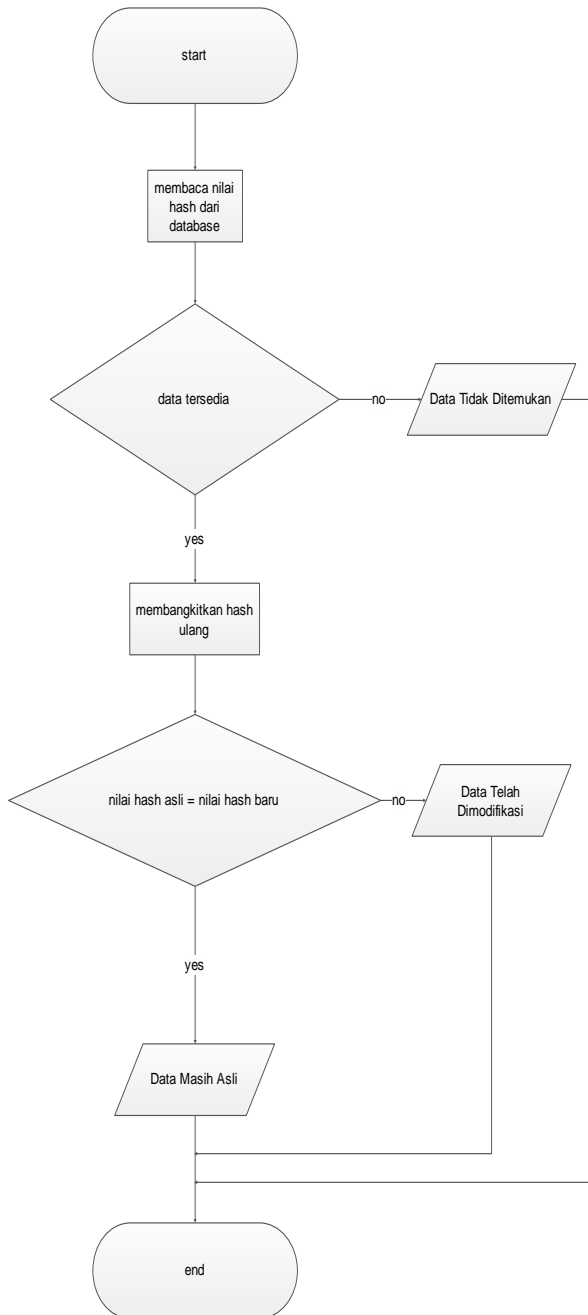 start
membaca nilai
hash dari
database
data tersedia
no
Data Tidak Ditemukan
yes
membangkitkan hash
ulang
nilai hash asli = nilai hash baru
no
Data Telah
Dimodifikasi
yes
Data Masih Asli
end